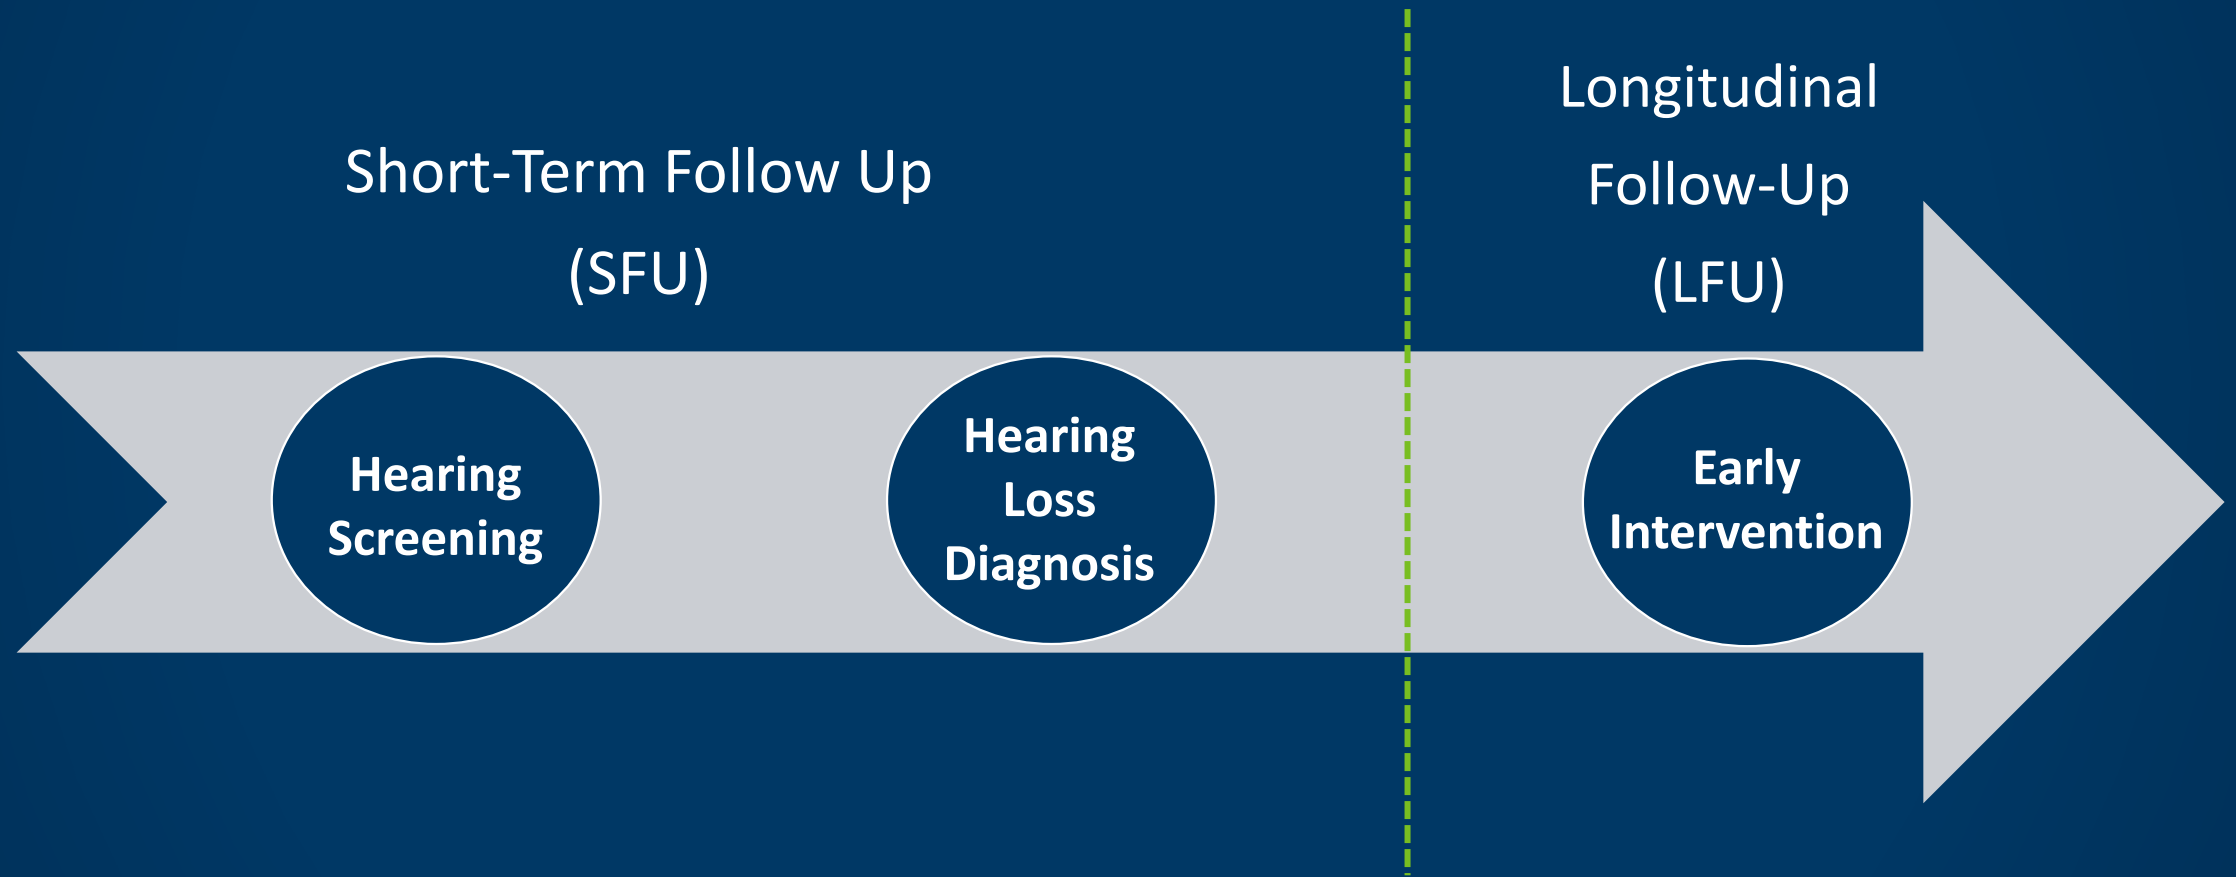 Short-Term Follow Up
(SFU)
Longitudinal
Follow-Up
(LFU)
Hearing
Screening
Hearing
Loss
Diagnosis
Early
Intervention